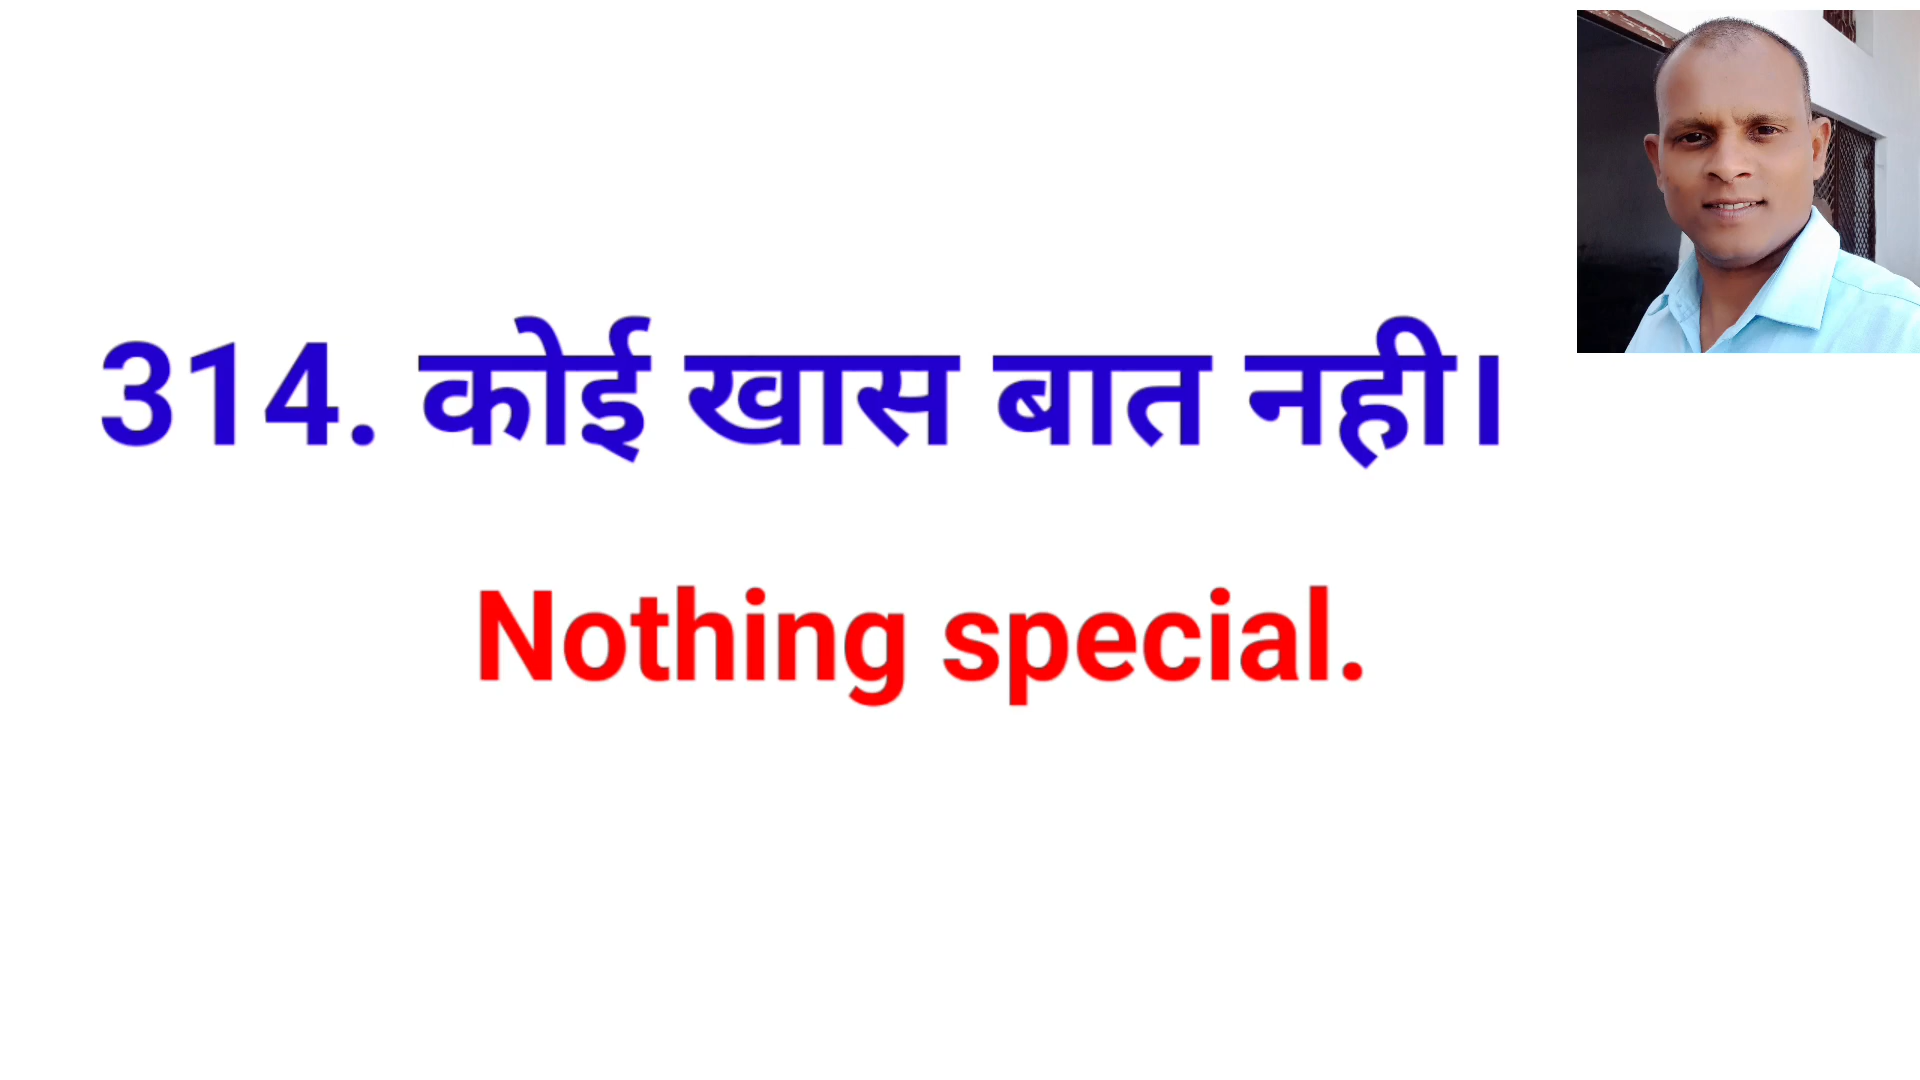 314. कोई खास बात नही।
Nothing special.